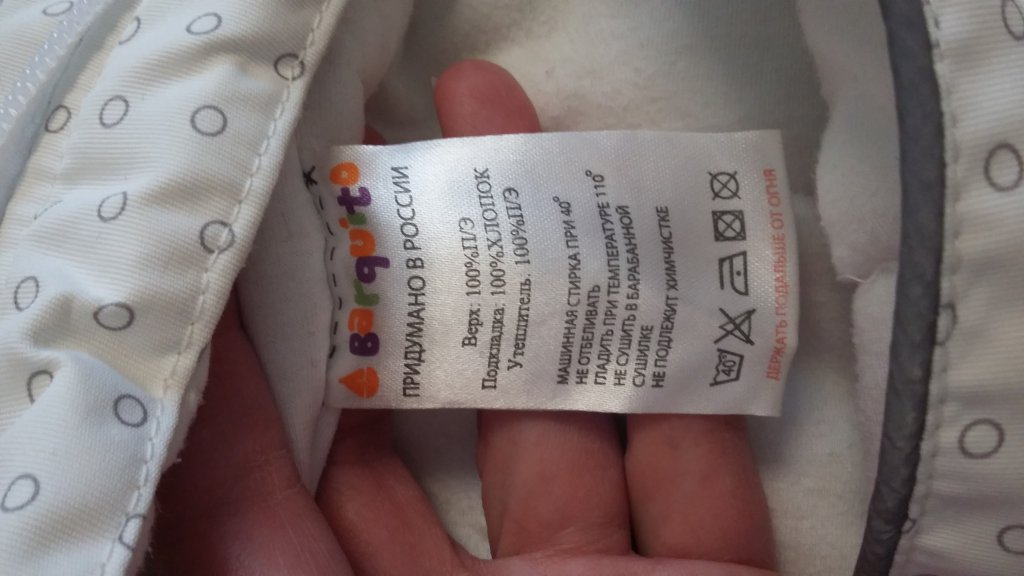 Barquito
ПРИДУМАНО В РОССИИ
Верх: 100%П/Э
Подкладка: 100%ХЛОПОК
Утеплитель: 100%П/Э
МАШИННАЯ СТИРКА ПРИ 40°
НЕ ОТБЕЛИВАТЬ
ГЛАДИТЬ ПРИ ТЕМПЕРАТУРЕ 110°
НЕ СУШИТЬ В БАРАБАННОЙ
СУШИЛКЕ
НЕ ПОДЛЕЖИТ ХИМЧИСТКЕ
40°
ДЕРЖАТЬ ПОДАЛЬШЕ ОТ ОГНЯ